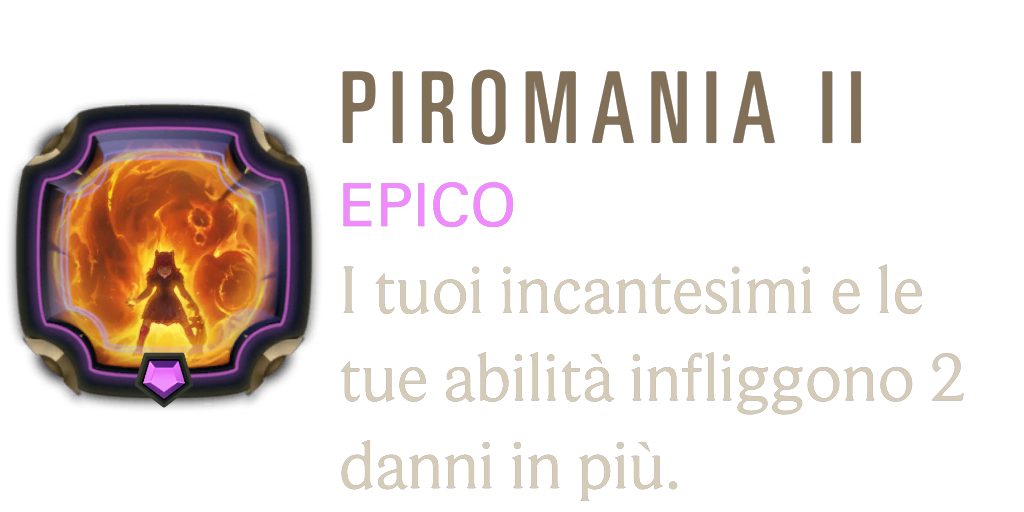 PIROMANIA II
EPICO
I tuoi incantesimi e le
tue abilità infliggono 2
danni in più.